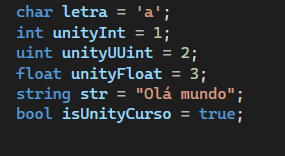 char letra = 'a';
int unityInt = 1;
uint unityUUint = 2;
float unityFloat = 3;
string str = "Olá mundo";
bool isUnityCurso = true;